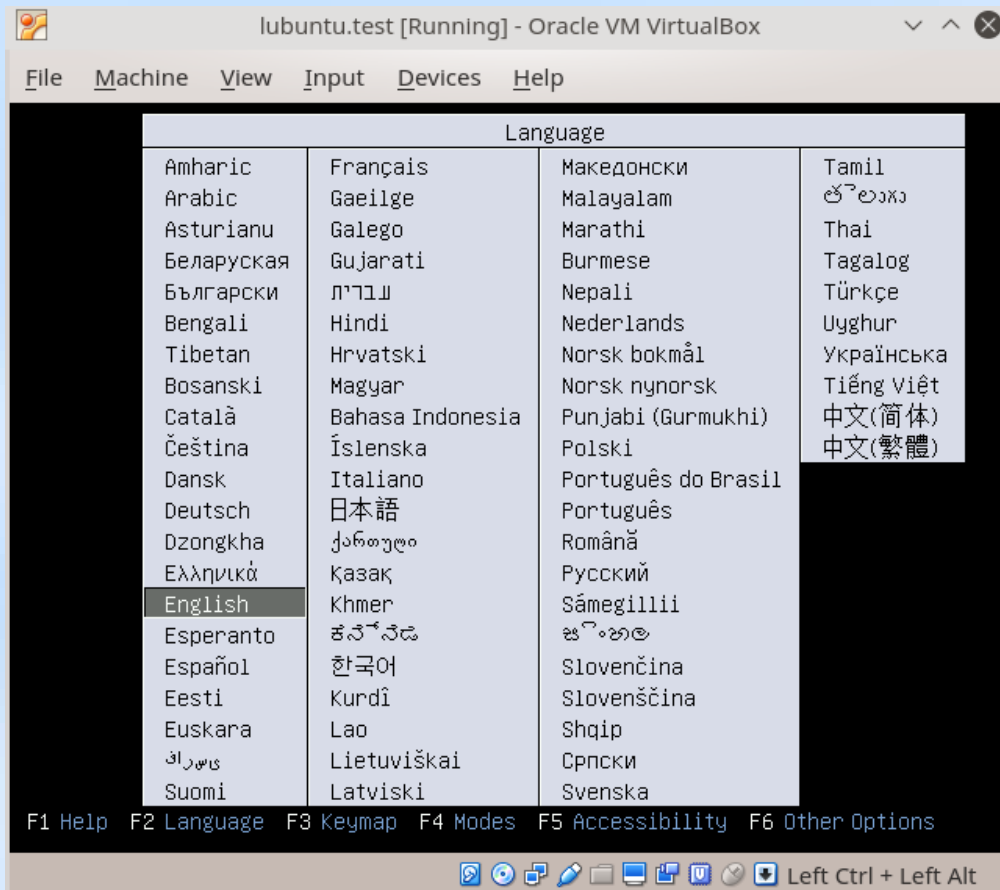 lubuntu.test [Running] - Oracle VM VirtualBox
File Machine View Input Devices Help
Language
Amharic
Arabic
Asturianu
Беларуская
Български
Bengali
Tibetan
Bosanski
Català
Čeština
Dansk
Deutsch
Dzongkha
Ελληνικά
English
Esperanto
Español
Eesti
Euskara
فارسی
Suomi
Français
Gaeilge
Galego
Gujarati
עברית
Hindi
Hrvatski
Magyar
Bahasa Indonesia
Íslenska
Italiano
日本語
ქართული
Қазақ
Khmer
ಕನ್ನಡ
한국어
Kurdî
Lao
Lietuviškai
Latviski
Македонски
Malayalam
Marathi
Burmese
Nepali
Nederlands
Norsk bokmål
Norsk nynorsk
Punjabi (Gurmukhi)
Polski
Português do Brasil
Português
Română
Русский
Sámegillii
සිංහල
Slovenčina
Slovenščina
Shqip
Српски
Svenska
Tamil
తెలుగు
Thai
Tagalog
Türkçe
Uyghur
Українська
Tiếng Việt
中文(简体)
中文(繁體)
F1 Help F2 Language F3 Keymap F4 Modes F5 Accessibility F6 Other Options
Left Ctrl + Left Alt